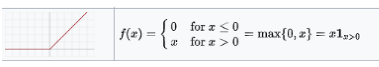 f(x) = { 0 for x ≤ 0
x for x > 0 = max{0, x} = x1ₓ>₀